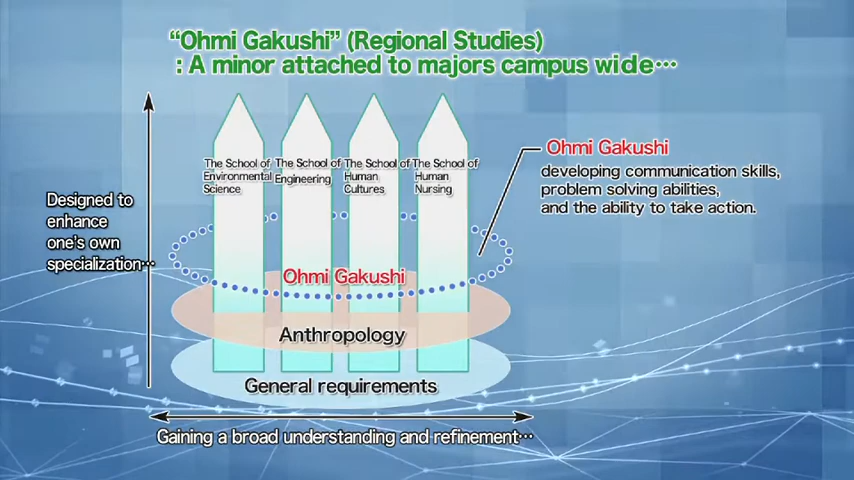 “Ohmi Gakushi” (Regional Studies)
: A minor attached to majors campus wide…
The School of
Environmental
Science
The School of
Engineering
The School of
Human
Cultures
The School of
Human
Nursing
Ohmi Gakushi
developing communication skills,
problem solving abilities,
and the ability to take action.
Designed to
enhance
one's own
specialization…
Ohmi Gakushi
Anthropology
General requirements
Gaining a broad understanding and refinement…